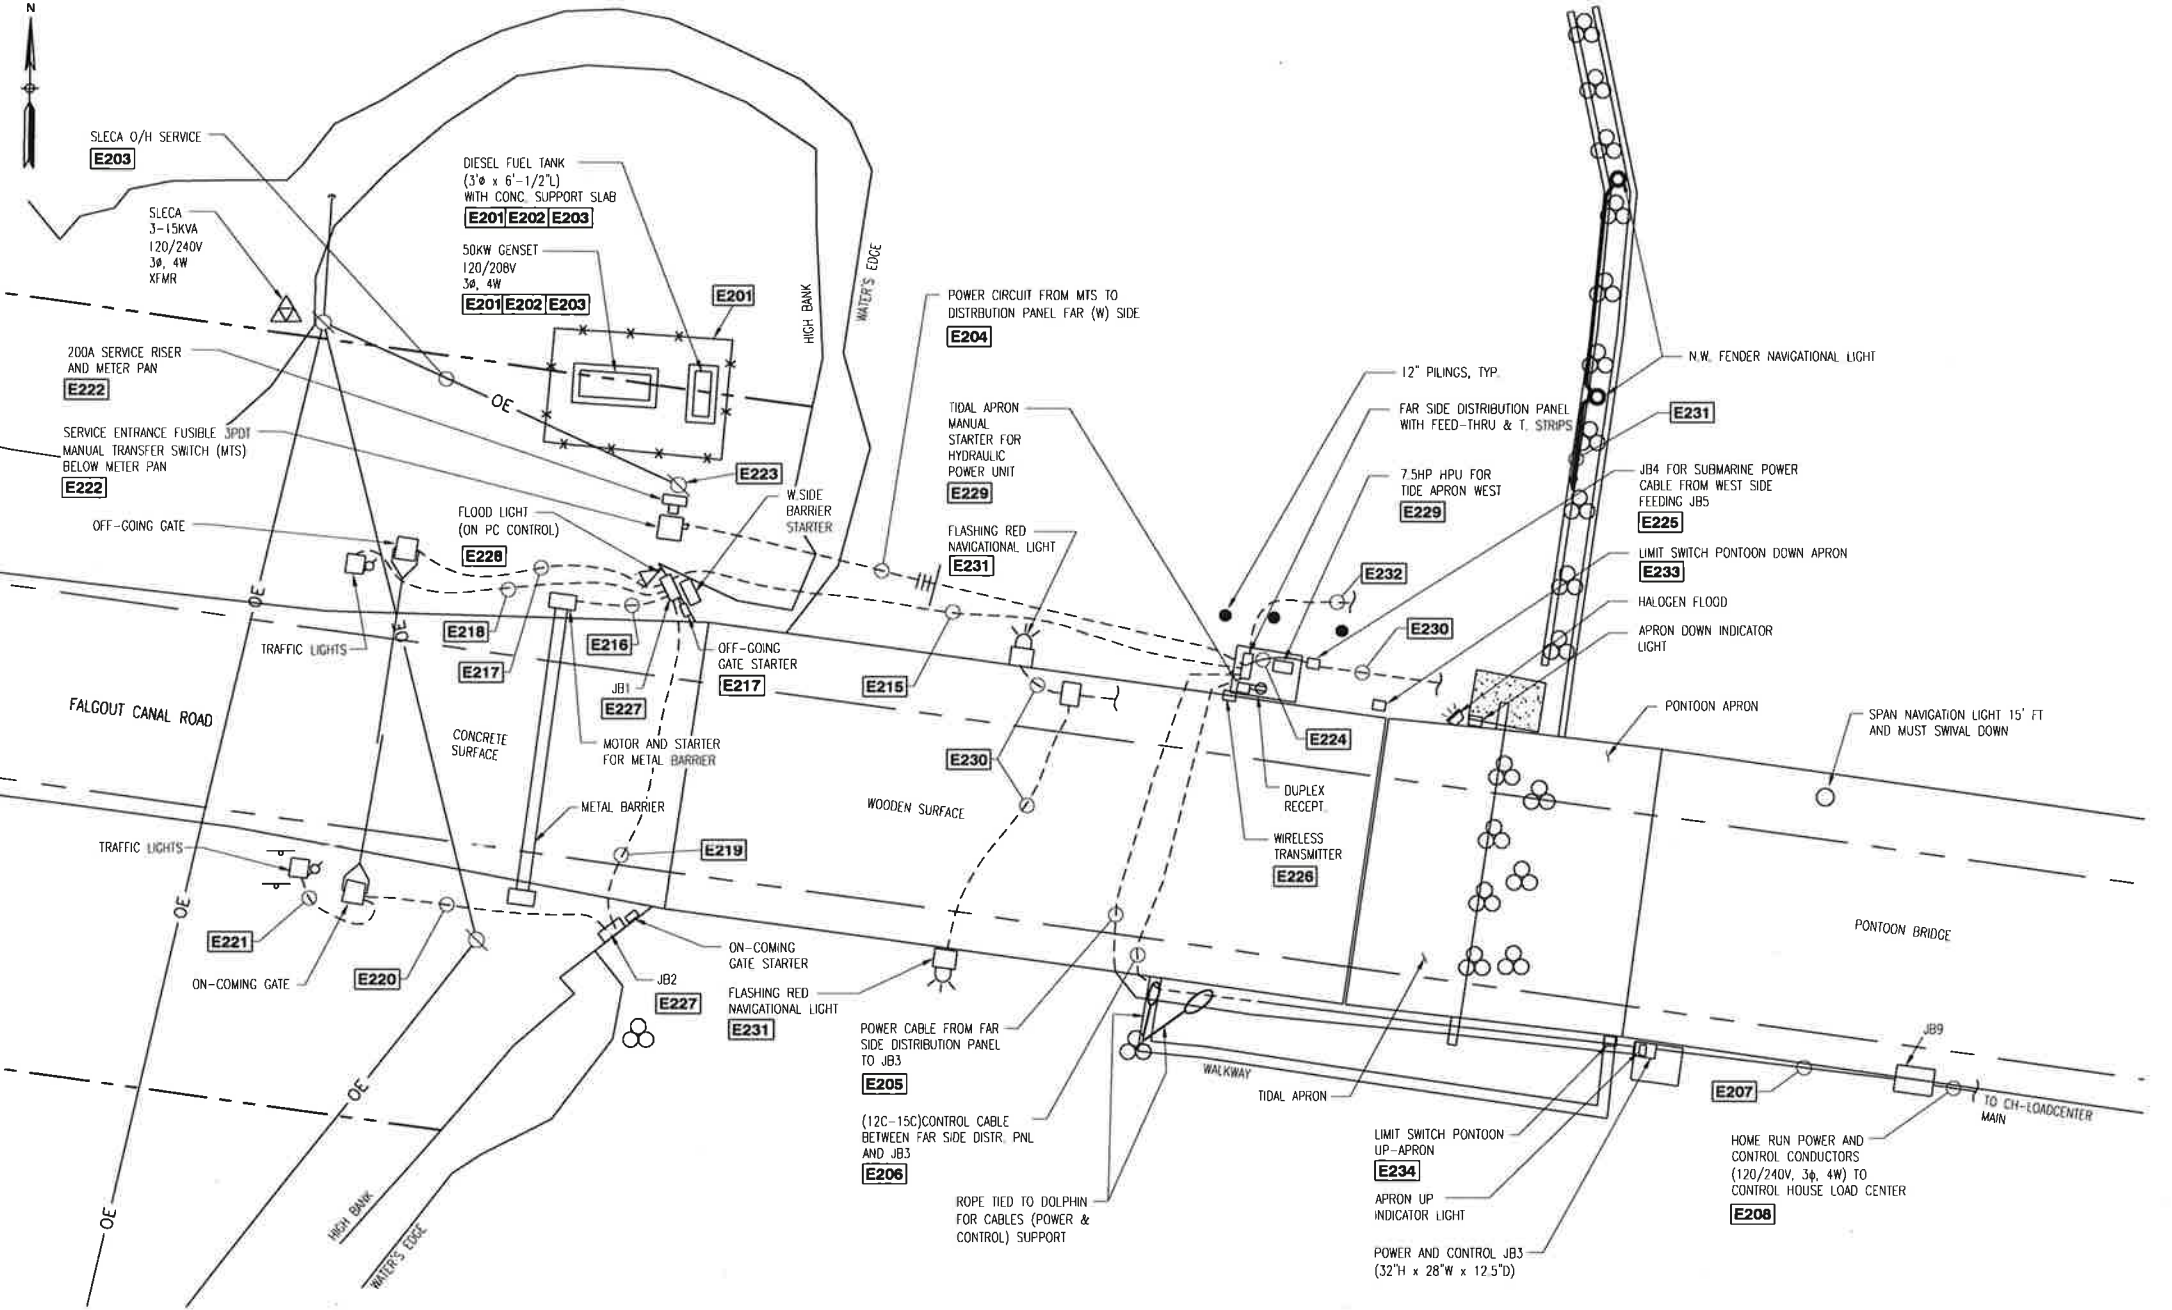 N
SLECA O/H SERVICE
E203
SLECA
3-15KVA
120/240V
3ø, 4W
XFMR
DIESEL FUEL TANK
(3'ø x 6'-1/2"L)
WITH CONC. SUPPORT SLAB
E201 E202 E203
50KW GENSET
120/208V
3ø, 4W
E201 E202 E203
E201
HIGH BANK
WATER'S EDGE
200A SERVICE RISER
AND METER PAN
E222
SERVICE ENTRANCE FUSIBLE 3PDT
MANUAL TRANSFER SWITCH (MTS)
BELOW METER PAN
E222
OE
E223
OFF-GOING GATE
FLOOD LIGHT
(ON PC CONTROL)
E228
W.SIDE
BARRIER
STARTER
POWER CIRCUIT FROM MTS TO
DISTRBUTION PANEL FAR (W) SIDE
E204
TIDAL APRON
MANUAL
STARTER FOR
HYDRAULIC
POWER UNIT
E229
FLASHING RED
NAVIGATIONAL LIGHT
E231
12" PILINGS, TYP.
FAR SIDE DISTRIBUTION PANEL
WITH FEED-THRU & T. STRIPS
7.5HP HPU FOR
TIDE APRON WEST
E229
N.W. FENDER NAVIGATIONAL LIGHT
E231
JB4 FOR SUBMARINE POWER
CABLE FROM WEST SIDE
FEEDING JB5
E225
LIMIT SWITCH PONTOON DOWN APRON
E233
HALOGEN FLOOD
APRON DOWN INDICATOR
LIGHT
E232
E230
OE
OE
TRAFFIC LIGHTS
E218
E217
E216
JB1
E227
OFF-GOING
GATE STARTER
E217
E215
FALGOUT CANAL ROAD
CONCRETE
SURFACE
MOTOR AND STARTER
FOR METAL BARRIER
METAL BARRIER
E230
WOODEN SURFACE
E224
DUPLEX
RECEPT.
WIRELESS
TRANSMITTER
E226
PONTOON APRON
SPAN NAVIGATION LIGHT 15' FT
AND MUST SWIVAL DOWN
TRAFFIC LIGHTS
E219
OE
E221
ON-COMING GATE
E220
ON-COMING
GATE STARTER
JB2
E227
FLASHING RED
NAVIGATIONAL LIGHT
E231
PONTOON BRIDGE
POWER CABLE FROM FAR
SIDE DISTRIBUTION PANEL
TO JB3
E205
(12C-15C)CONTROL CABLE
BETWEEN FAR SIDE DISTR. PNL
AND JB3
E206
ROPE TIED TO DOLPHIN
FOR CABLES (POWER &
CONTROL) SUPPORT
WALKWAY
TIDAL APRON
LIMIT SWITCH PONTOON
UP-APRON
E234
APRON UP
INDICATOR LIGHT
POWER AND CONTROL JB3
(32"H x 28"W x 12.5"D)
E207
JB9
TO CH-LOADCENTER
MAIN
HOME RUN POWER AND
CONTROL CONDUCTORS
(120/240V, 3ϕ, 4W) TO
CONTROL HOUSE LOAD CENTER
E208
OE
OE
HIGH BANK
WATER'S EDGE